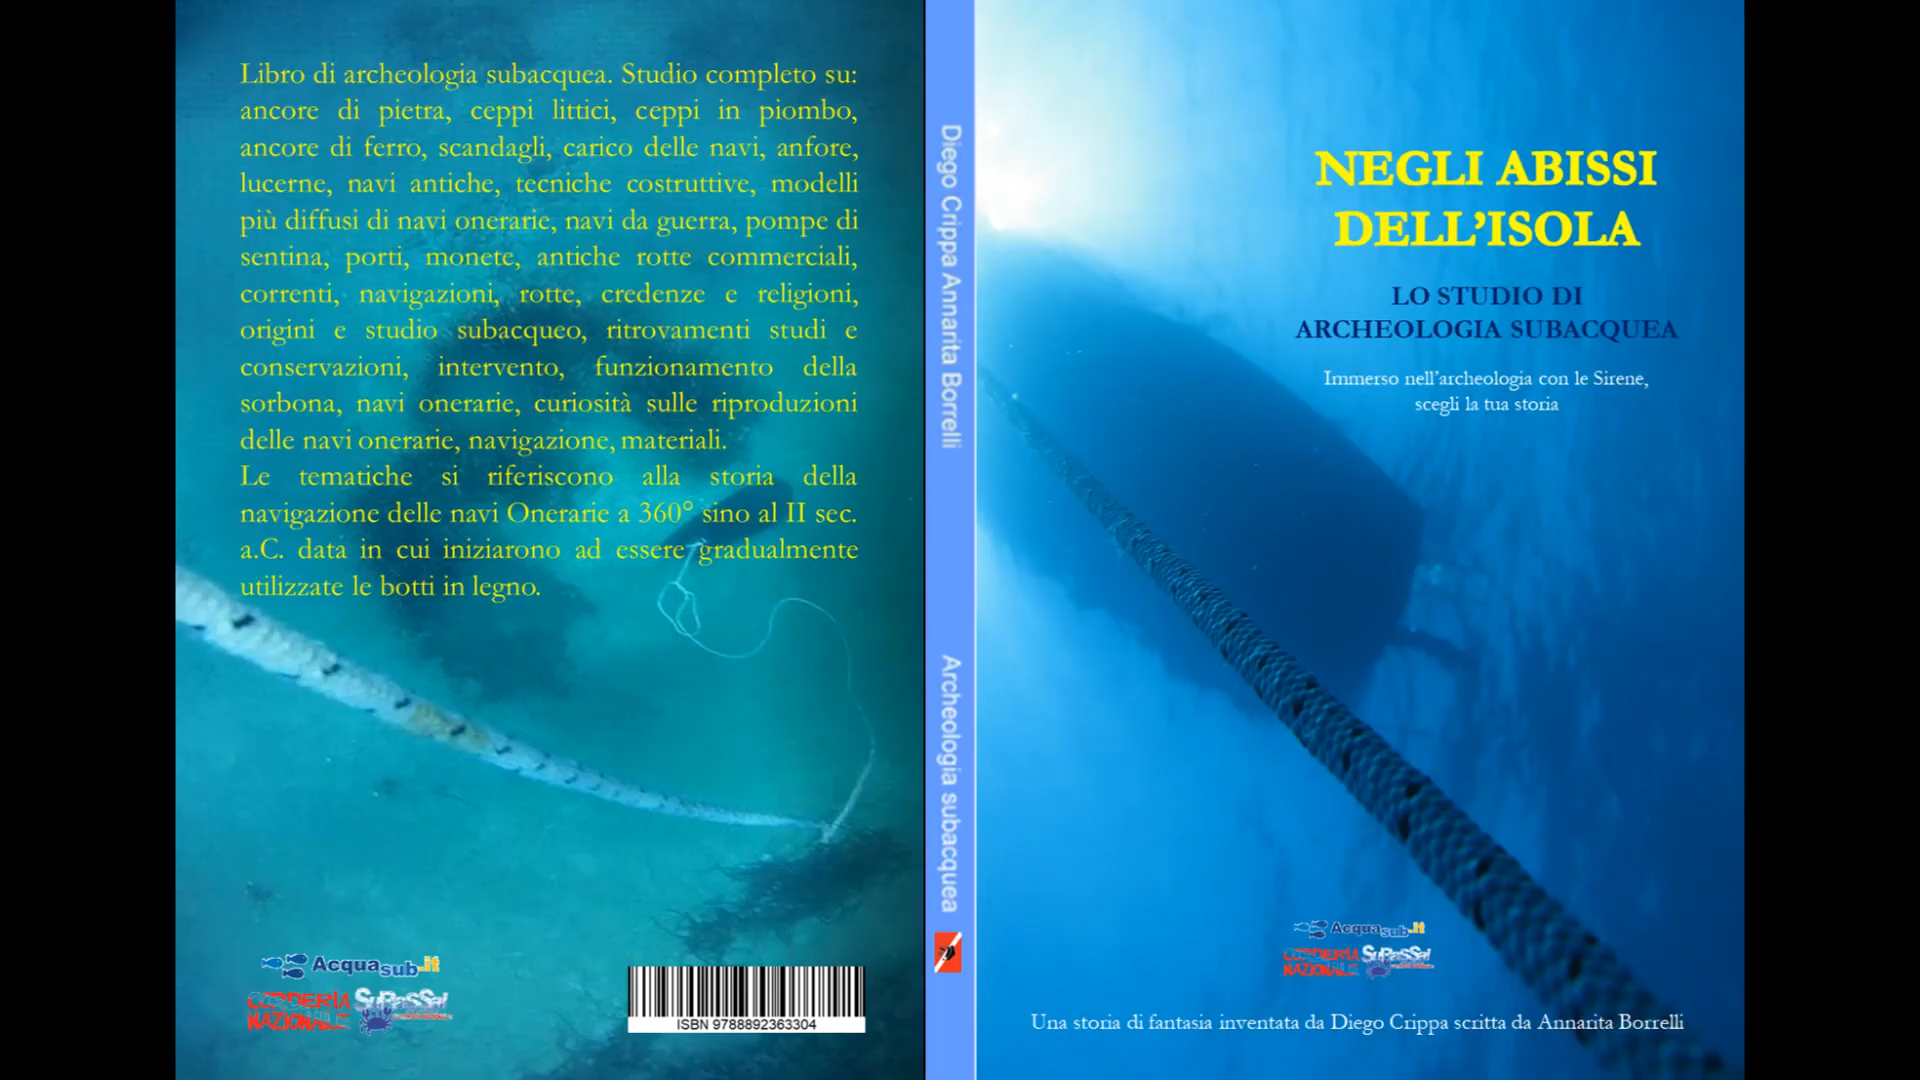 Libro di archeologia subacquea. Studio completo su:
ancore di pietra, ceppi littici, ceppi in piombo,
ancore di ferro, scandagli, carico delle navi, anfore,
lucerne, navi antiche, tecniche costruttive, modelli
più diffusi di navi onerarie, navi da guerra, pompe di
sentina, porti, monete, antiche rotte commerciali,
correnti, navigazioni, rotte, credenze e religioni,
origini e studio subacqueo, ritrovamenti studi e
conservazioni, intervento, funzionamento della
sorbona, navi onerarie, curiosità sulle riproduzioni
delle navi onerarie, navigazione, materiali.
Le tematiche si riferiscono alla storia della
navigazione delle navi Onerarie a 360° sino al II sec.
a.C. data in cui iniziarono ad essere gradualmente
utilizzate le botti in legno.
Acquasub.it
CORDERIA
NAZIONALE
SuPaSSaf
ISBN 9788892363304
Diego Crippa Annarita Borrelli
Archeologia subacquea
NEGLI ABISSI
DELL'ISOLA
LO STUDIO DI
ARCHEOLOGIA SUBACQUEA
Immerso nell'archeologia con le Sirene,
scegli la tua storia
Acquasub.it
CORDERIA
NAZIONALE
SuPaSSaf
Una storia di fantasia inventata da Diego Crippa scritta da Annarita Borrelli